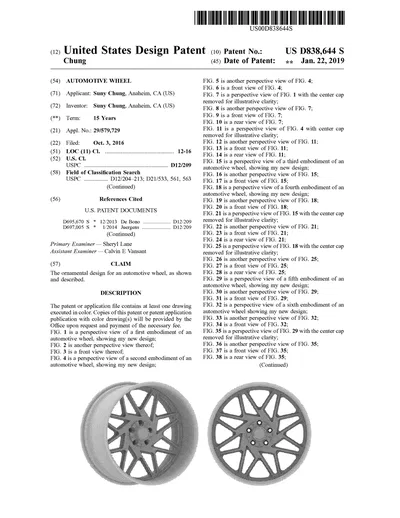 US00D838644S
(12) United States Design Patent
Chung
(10) Patent No.: US D838,644 S
(45) Date of Patent: ** Jan. 22, 2019
(54) AUTOMOTIVE WHEEL
(71) Applicant: Suny Chung, Anaheim, CA (US)
(72) Inventor: Suny Chung, Anaheim, CA (US)
(**) Term: 15 Years
(21) Appl. No.: 29/579,729
(22) Filed: Oct. 3, 2016
(51) LOC (11) Cl. 12-16
(52) U.S. Cl.
USPC D12/209
(58) Field of Classification Search
USPC D12/204-213; D21/533, 561, 563
(Continued)
(56) References Cited
U.S. PATENT DOCUMENTS
D695,670 S * 12/2013 De Bono D12/209
D697,005 S * 1/2014 Juergens D12/209
(Continued)
Primary Examiner — Sheryl Lane
Assistant Examiner — Calvin E Vansant
(57) CLAIM
The ornamental design for an automotive wheel, as shown
and described.
DESCRIPTION
The patent or application file contains at least one drawing
executed in color. Copies of this patent or patent application
publication with color drawing(s) will be provided by the
Office upon request and payment of the necessary fee.
FIG. 1 is a perspective view of a first embodiment of an
automotive wheel, showing my new design;
FIG. 2 is another perspective view thereof;
FIG. 3 is a front view thereof;
FIG. 4 is a perspective view of a second embodiment of an
automotive wheel, showing my new design;
FIG. 5 is another perspective view of FIG. 4;
FIG. 6 is a front view of FIG. 4;
FIG. 7 is a perspective view of FIG. 1 with the center cap
removed for illustrative clarity;
FIG. 8 is another perspective view of FIG. 7;
FIG. 9 is a front view of FIG. 7;
FIG. 10 is a rear view of FIG. 7;
FIG. 11 is a perspective view of FIG. 4 with center cap
removed for illustrative clarity;
FIG. 12 is another perspective view of FIG. 11;
FIG. 13 is a front view of FIG. 11;
FIG. 14 is a rear view of FIG. 11;
FIG. 15 is a perspective view of a third embodiment of an
automotive wheel, showing my new design;
FIG. 16 is another perspective view of FIG. 15;
FIG. 17 is a front view of FIG. 15;
FIG. 18 is a perspective view of a fourth embodiment of an
automotive wheel, showing my new design;
FIG. 19 is another perspective view of FIG. 18;
FIG. 20 is a front view of FIG. 18;
FIG. 21 is a perspective view of FIG. 15 with the center cap
removed for illustrative clarity;
FIG. 22 is another perspective view of FIG. 21;
FIG. 23 is a front view of FIG. 21;
FIG. 24 is a rear view of FIG. 21;
FIG. 25 is a perspective view of FIG. 18 with the center cap
removed for illustrative clarity;
FIG. 26 is another perspective view of FIG. 25;
FIG. 27 is a front view of FIG. 25;
FIG. 28 is a rear view of FIG. 25;
FIG. 29 is a perspective view of a fifth embodiment of an
automotive wheel, showing my new design;
FIG. 30 is another perspective view of FIG. 29;
FIG. 31 is a front view of FIG. 29;
FIG. 32 is a perspective view of a sixth embodiment of an
automotive wheel, showing my new design;
FIG. 33 is another perspective view of FIG. 32;
FIG. 34 is a front view of FIG. 32;
FIG. 35 is a perspective view of FIG. 29 with the center cap
removed for illustrative clarity;
FIG. 36 is another perspective view of FIG. 35;
FIG. 37 is a front view of FIG. 35;
FIG. 38 is a rear view of FIG. 35;
(Continued)